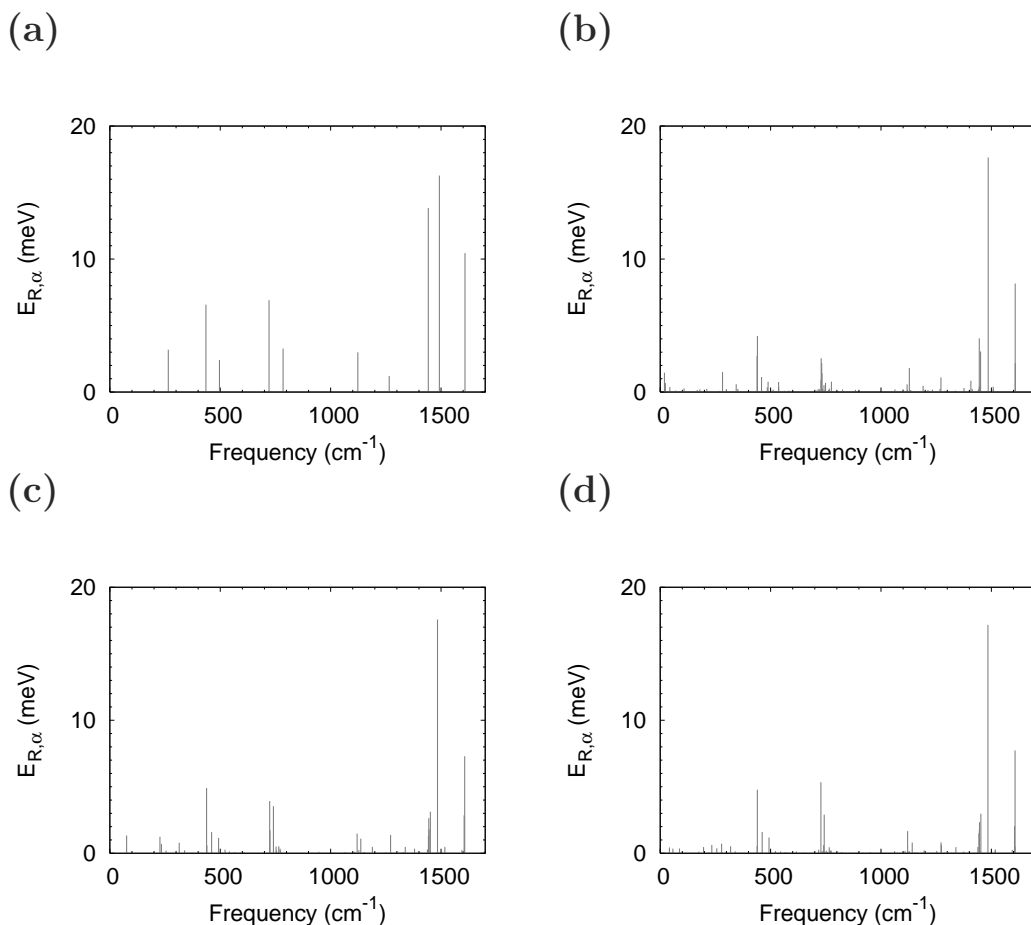 (a)
20
10
0
E_{R,α} (meV)
0 500 1000 1500
Frequency (cm^{-1})
(b)
20
10
0
E_{R,α} (meV)
0 500 1000 1500
Frequency (cm^{-1})
(c)
20
10
0
E_{R,α} (meV)
0 500 1000 1500
Frequency (cm^{-1})
(d)
20
10
0
E_{R,α} (meV)
0 500 1000 1500
Frequency (cm^{-1})